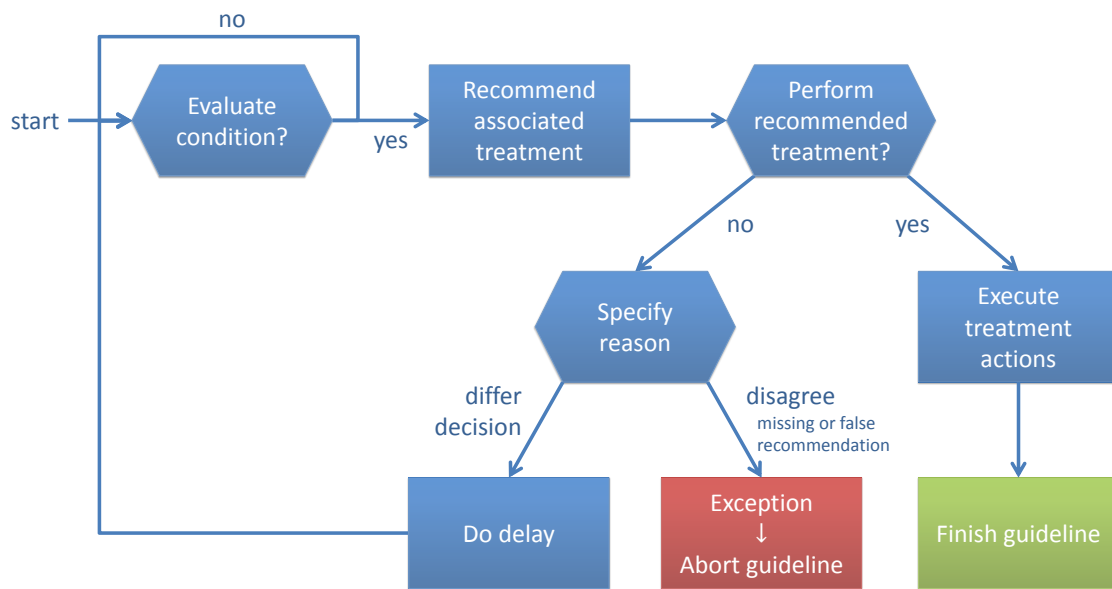 no
start
Evaluate
condition?
yes
Recommend
associated
treatment
Perform
recommended
treatment?
no
yes
Specify
reason
Execute
treatment
actions
differ
decision
disagree
missing or false
recommendation
Do delay
Exception
↓
Abort guideline
Finish guideline